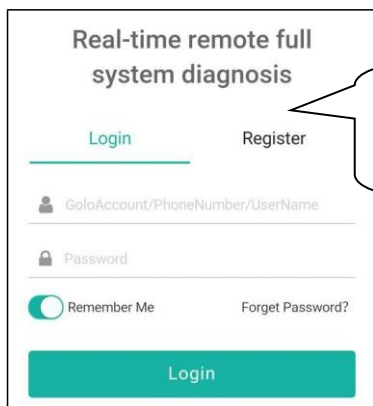 Real-time remote full
system diagnosis
Login Register
GoloAccount/PhoneNumber/UserName
Password
Remember Me Forget Password?
Login